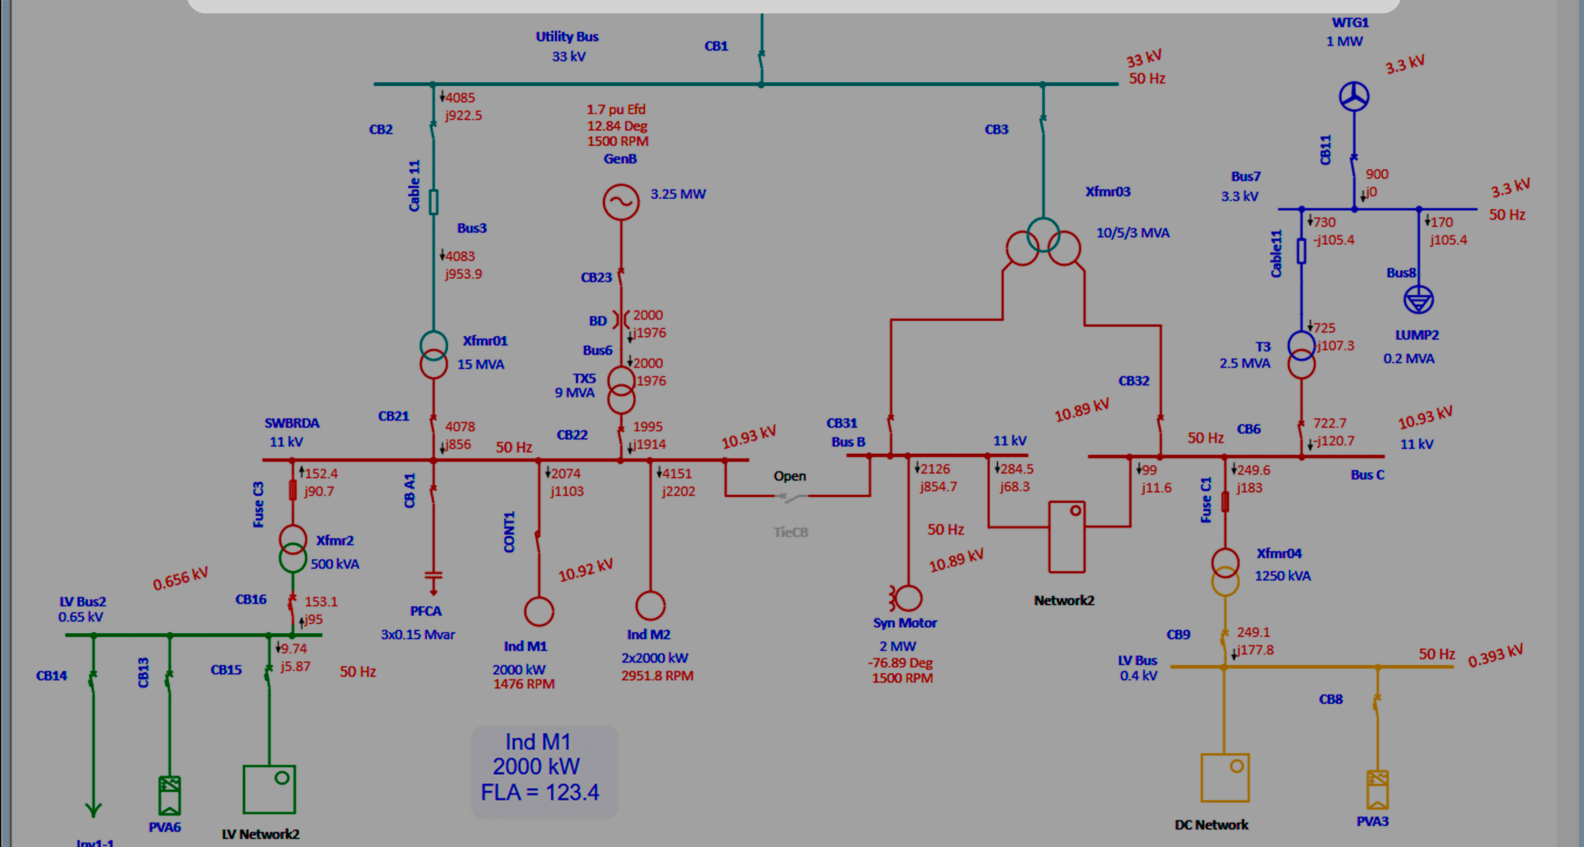 Utility Bus
33 kV
CB1
33 kV
50 Hz
WTG1
1 MW
3.3 kV
4085
j922.5
CB2
1.7 pu Efd
12.84 Deg
1500 RPM
GenB
3.25 MW
CB3
CB11
900
j0
Cable 11
Bus3
4083
j953.9
Xfmr03
10/5/3 MVA
Bus7
3.3 kV
3.3 kV
50 Hz
730
-j105.4
170
j105.4
Cable11
Bus8
LUMP2
0.2 MVA
CB23
BD
2000
j1976
Bus6
2000
1976
TX5
9 MVA
Xfmr01
15 MVA
725
-j107.3
T3
2.5 MVA
CB21
4078
j856
CB22
1995
j1914
10.93 kV
CB31
Bus B
CB32
10.89 kV
11 kV
50 Hz
CB6
722.7
-j120.7
10.93 kV
11 kV
Bus C
SWBRDA
11 kV
50 Hz
152.4
j90.7
Fuse C3
CB A1
2074
j1103
4151
j2202
Open
TieCB
2126
j854.7
284.5
j68.3
99
j11.6
249.6
j183
Fuse C1
Xfmr2
500 kVA
CONT1
10.92 kV
50 Hz
10.89 kV
Network2
Xfmr04
1250 kVA
0.656 kV
CB16
153.1
j95
LV Bus2
0.65 kV
PFCA
3x0.15 Mvar
Ind M1
2000 kW
1476 RPM
Ind M2
2x2000 kW
2951.8 RPM
Syn Motor
2 MW
-76.89 Deg
1500 RPM
CB9
249.1
j177.8
LV Bus
0.4 kV
50 Hz
0.393 kV
CB14
CB13
CB15
9.74
j5.87
50 Hz
CB8
Ind M1
2000 kW
FLA = 123.4
Inv1-1
PVA6
LV Network2
DC Network
PVA3